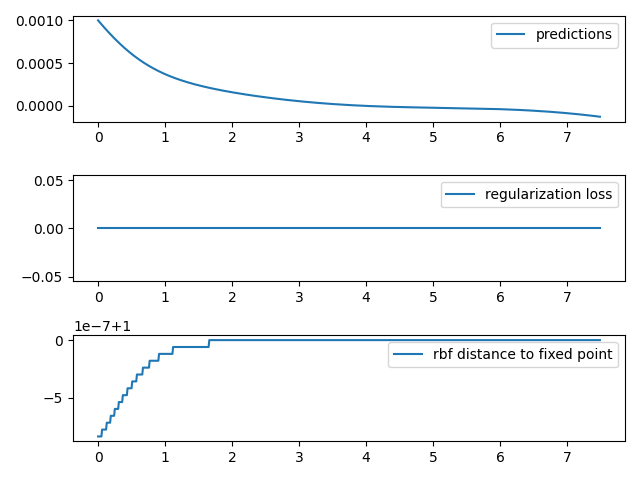 0.0010
0.0005
0.0000
predictions
0 1 2 3 4 5 6 7
0.05
0.00
−0.05
regularization loss
0 1 2 3 4 5 6 7
1e−7+1
0
−5
rbf distance to fixed point
0 1 2 3 4 5 6 7